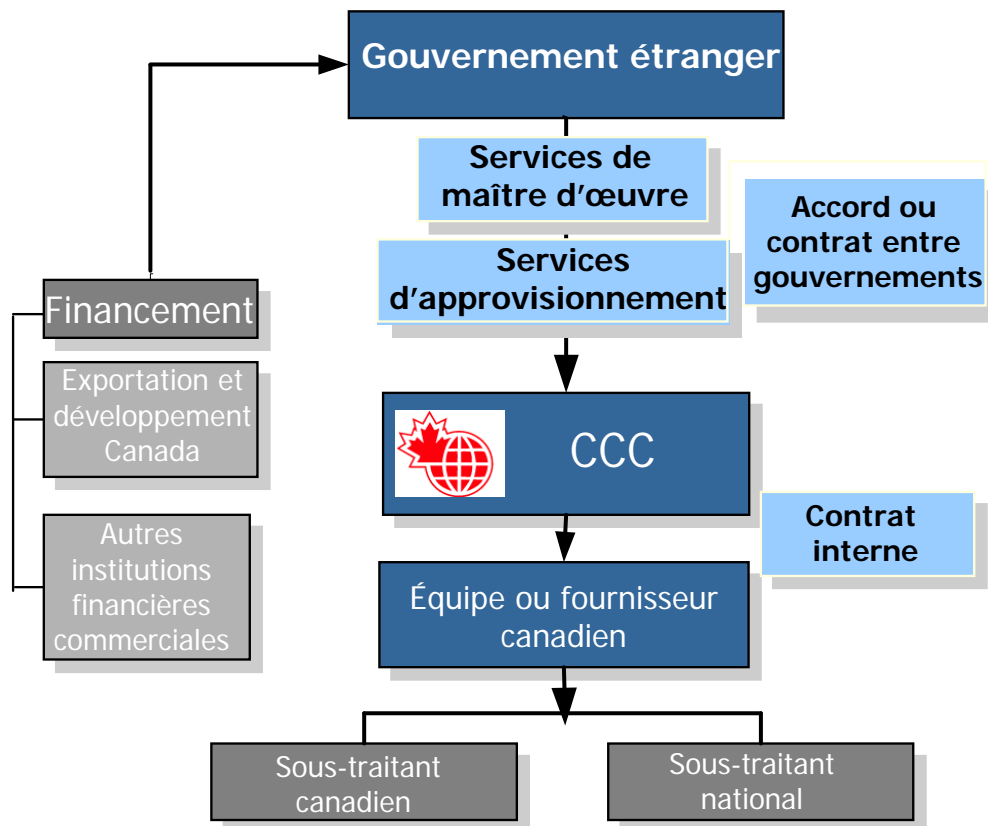 Gouvernement étranger
Services de
maître d'œuvre
Accord ou
contrat entre
gouvernements
Services
d'approvisionnement
Financement
Exportation et
développement
Canada
CCC
Autres
institutions
financières
commerciales
Contrat
interne
Équipe ou fournisseur
canadien
Sous-traitant
canadien
Sous-traitant
national